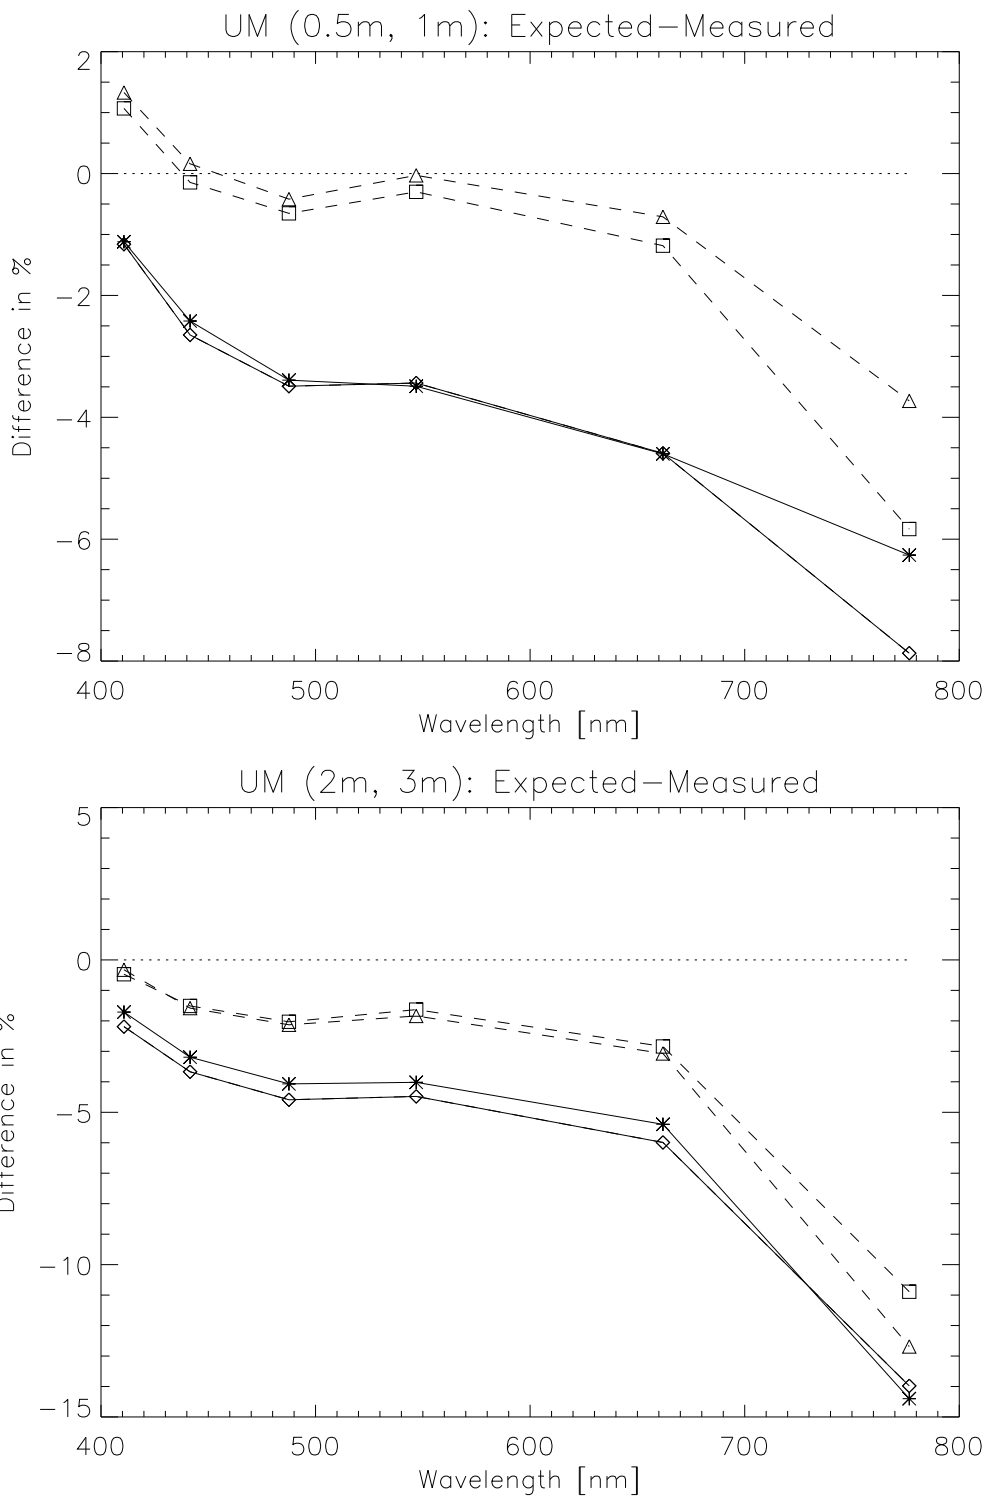 UM (0.5m, 1m): Expected−Measured
2
0
−2
−4
−6
−8
Difference in %
400 500 600 700 800
Wavelength [nm]
UM (2m, 3m): Expected−Measured
5
0
−5
−10
−15
Difference in %
400 500 600 700 800
Wavelength [nm]